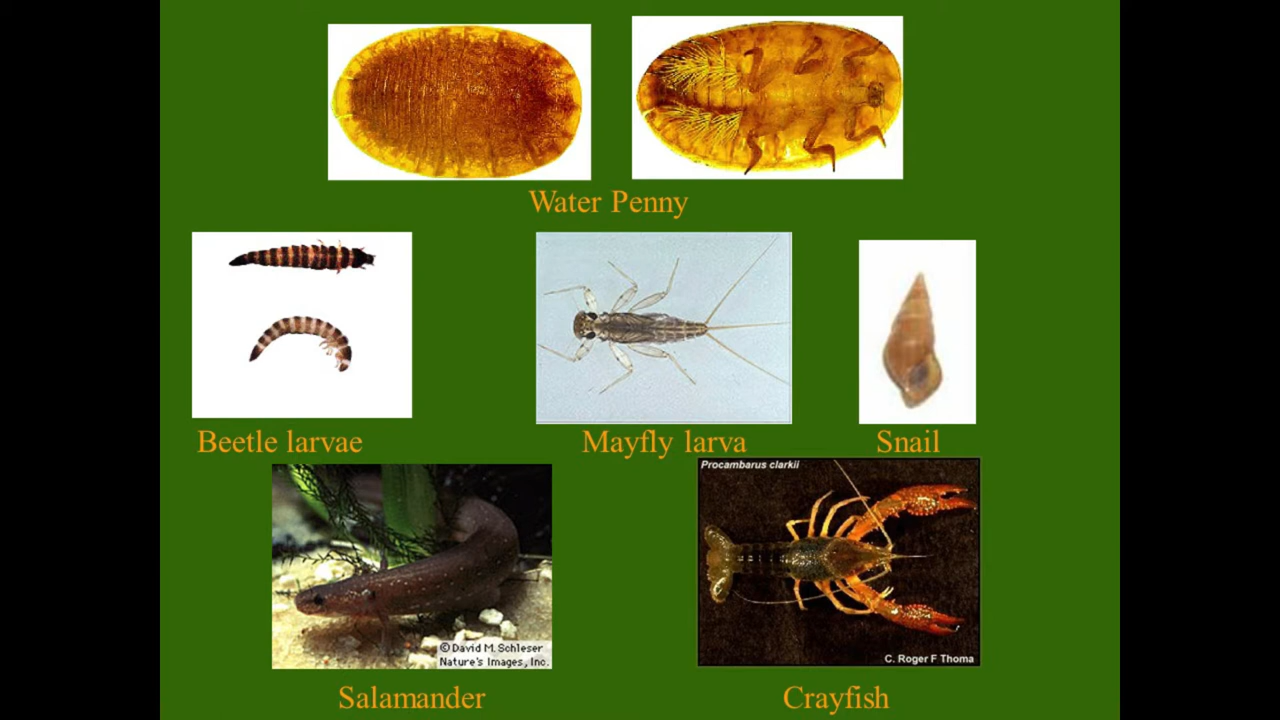 Water Penny
Beetle larvae
Mayfly larva
Snail
Procambarus clarkii
© David M. Schleser
Nature's Images, Inc.
C. Roger F Thoma
Salamander
Crayfish